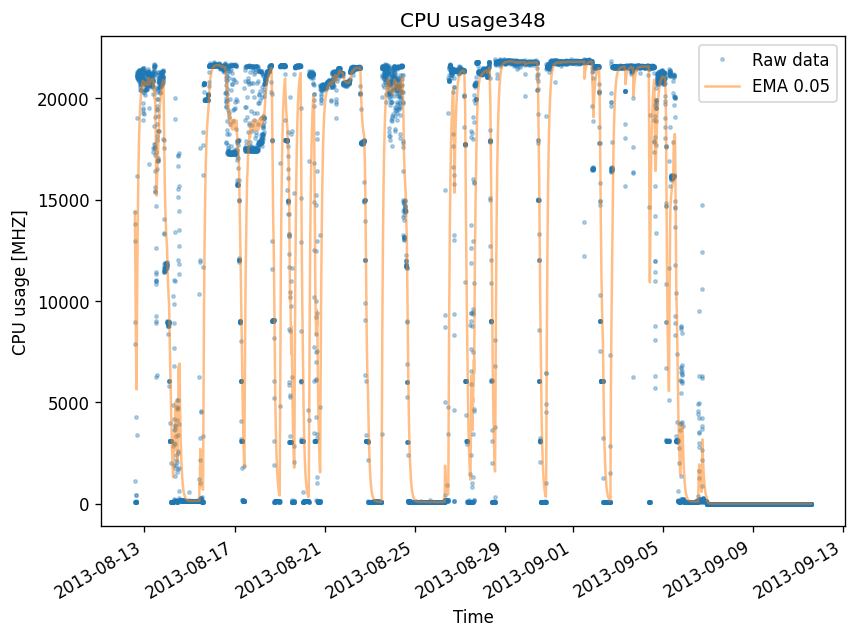 CPU usage348
Raw data
EMA 0.05
CPU usage [MHZ]
20000
15000
10000
5000
0
2013-08-13
2013-08-17
2013-08-21
2013-08-25
2013-08-29
2013-09-01
2013-09-05
2013-09-09
2013-09-13
Time